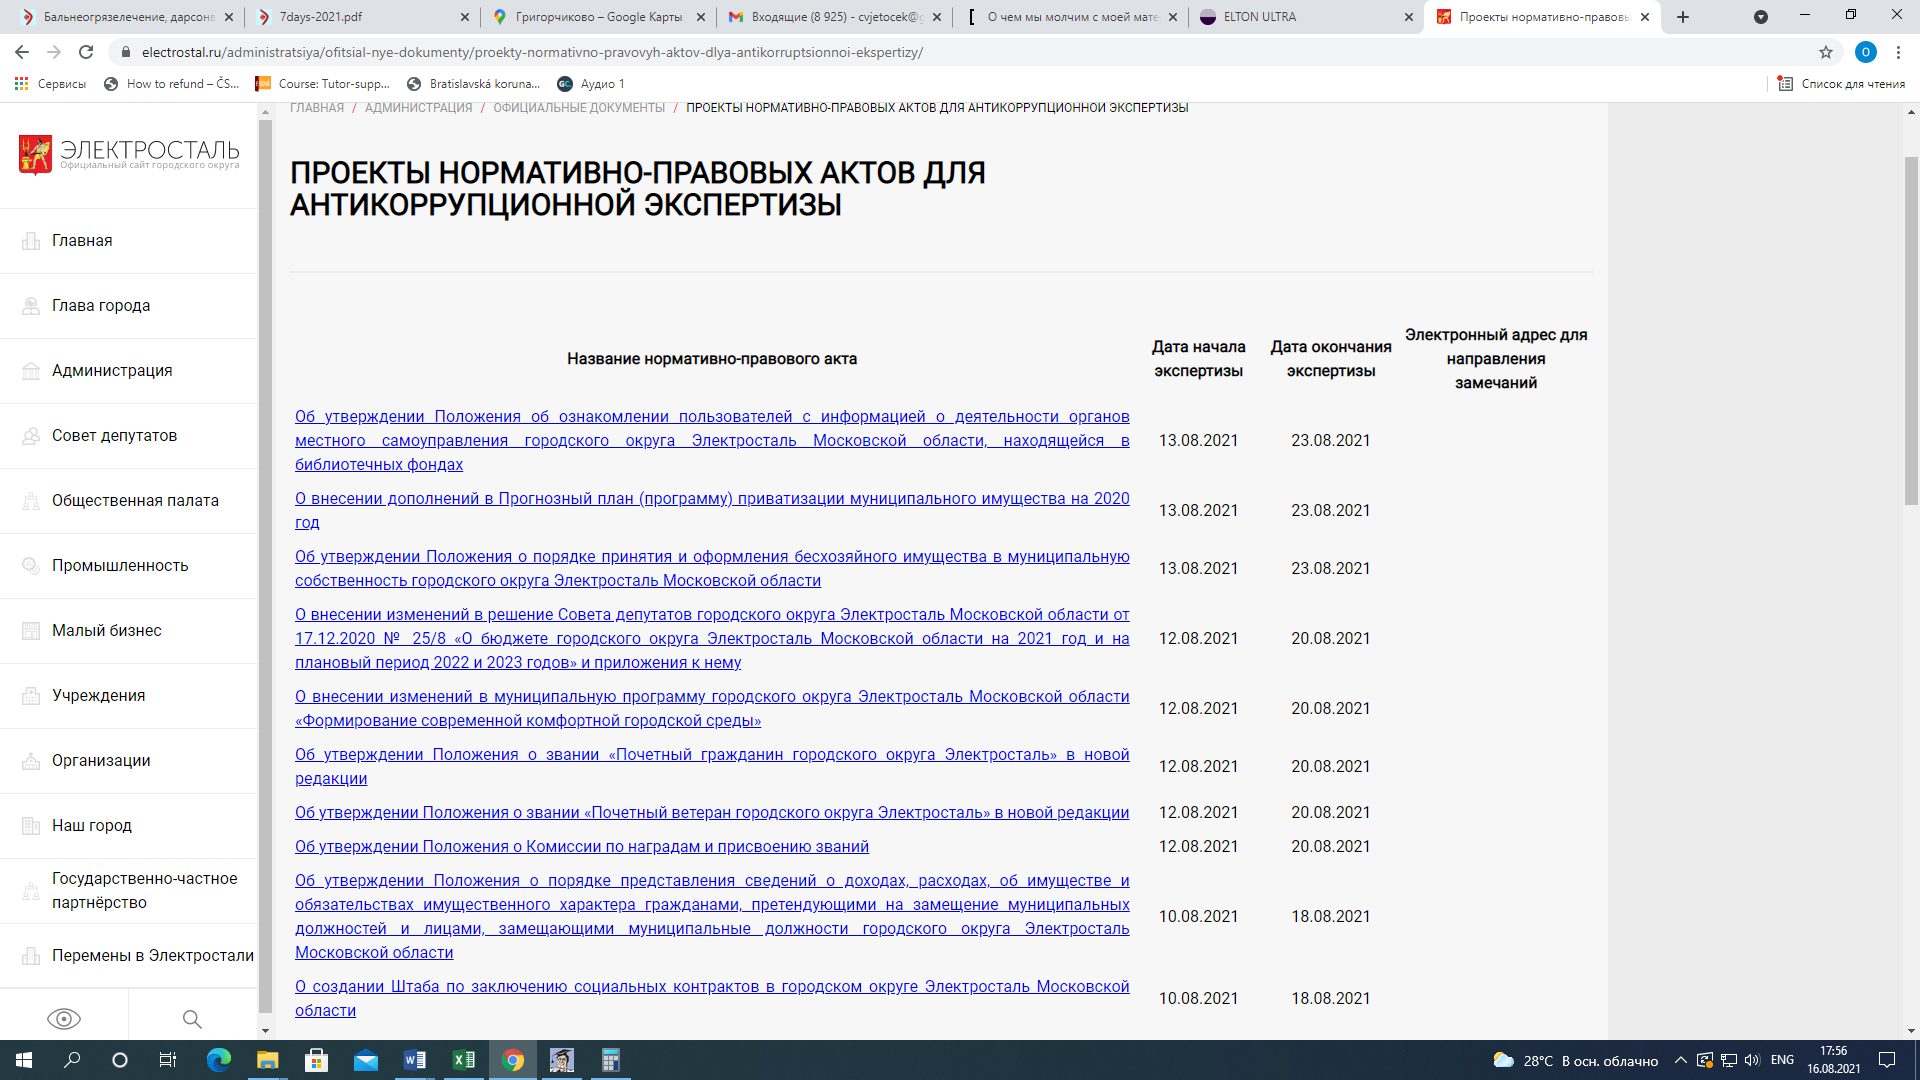 Бальнеогрязелечение, дарсонв
7days-2021.pdf
Григорчиково – Google Карты
Входящие (8 925) - cvjetocek@g
О чем мы молчим с моей мате
ELTON ULTRA
Проекты нормативно-правовы
electrostal.ru/administratsiya/ofitsial-nye-dokumenty/proekty-normativno-pravovyh-aktov-dlya-antikorruptsionnoi-ekspertizy/
O
Сервисы
How to refund – ČS...
Course: Tutor-supp...
Bratislavská koruna...
Аудио 1
Список для чтения
ГЛАВНАЯ / АДМИНИСТРАЦИЯ / ОФИЦИАЛЬНЫЕ ДОКУМЕНТЫ / ПРОЕКТЫ НОРМАТИВНО-ПРАВОВЫХ АКТОВ ДЛЯ АНТИКОРРУПЦИОННОЙ ЭКСПЕРТИЗЫ
ЭЛЕКТРОСТАЛЬ
Официальный сайт городского округа
Главная
Глава города
Администрация
Совет депутатов
Общественная палата
Промышленность
Малый бизнес
Учреждения
Организации
Наш город
Государственно-частное
партнёрство
Перемены в Электростали
ПРОЕКТЫ НОРМАТИВНО-ПРАВОВЫХ АКТОВ ДЛЯ
АНТИКОРРУПЦИОННОЙ ЭКСПЕРТИЗЫ
Название нормативно-правового акта
Дата начала
экспертизы
Дата окончания
экспертизы
Электронный адрес для
направления
замечаний
Об утверждении Положения об ознакомлении пользователей с информацией о деятельности органов
местного самоуправления городского округа Электросталь Московской области, находящейся в
библиотечных фондах
13.08.2021 23.08.2021
О внесении дополнений в Прогнозный план (программу) приватизации муниципального имущества на 2020
год
13.08.2021 23.08.2021
Об утверждении Положения о порядке принятия и оформления бесхозяйного имущества в муниципальную
собственность городского округа Электросталь Московской области
13.08.2021 23.08.2021
О внесении изменений в решение Совета депутатов городского округа Электросталь Московской области от
17.12.2020 № 25/8 «О бюджете городского округа Электросталь Московской области на 2021 год и на
плановый период 2022 и 2023 годов» и приложения к нему
12.08.2021 20.08.2021
О внесении изменений в муниципальную программу городского округа Электросталь Московской области
«Формирование современной комфортной городской среды»
12.08.2021 20.08.2021
Об утверждении Положения о звании «Почетный гражданин городского округа Электросталь» в новой
редакции
12.08.2021 20.08.2021
Об утверждении Положения о звании «Почетный ветеран городского округа Электросталь» в новой редакции
12.08.2021 20.08.2021
Об утверждении Положения о Комиссии по наградам и присвоению званий
12.08.2021 20.08.2021
Об утверждении Положения о порядке представления сведений о доходах, расходах, об имуществе и
обязательствах имущественного характера гражданами, претендующими на замещение муниципальных
должностей и лицами, замещающими муниципальные должности городского округа Электросталь
Московской области
10.08.2021 18.08.2021
О создании Штаба по заключению социальных контрактов в городском округе Электросталь Московской
области
10.08.2021 18.08.2021
28°C В осн. облачно
ENG
17:56
16.08.2021